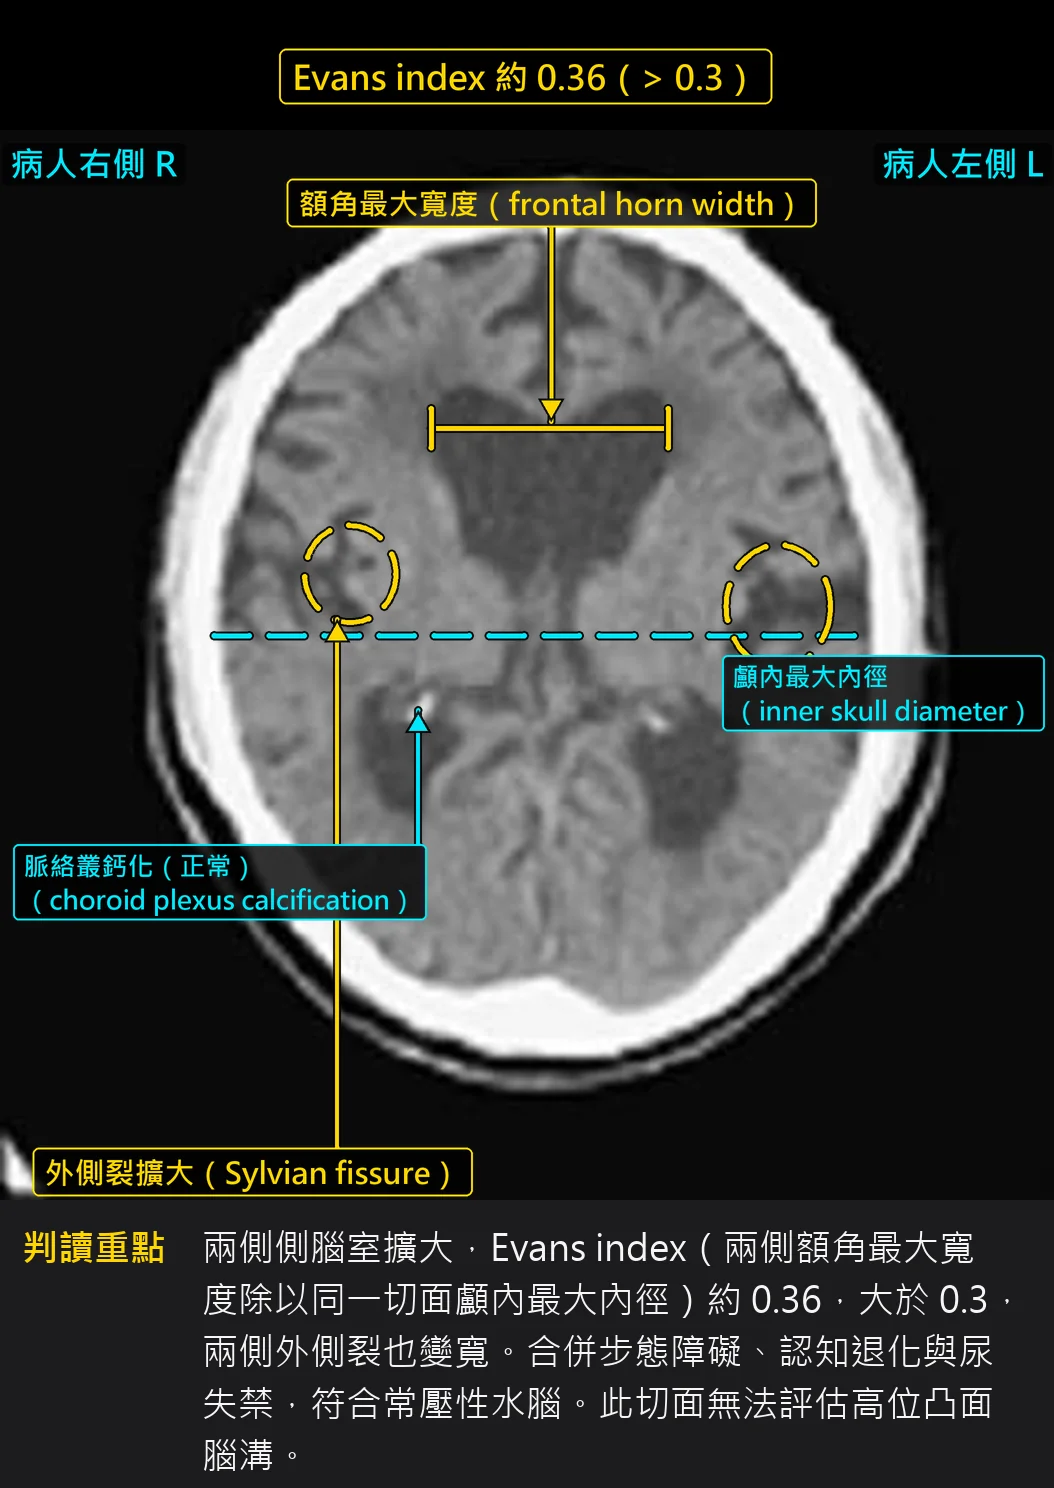 Evans index 約 0.36（> 0.3）
病人右側 R
病人左側 L
額角最大寬度（frontal horn width）
顱內最大內徑
（inner skull diameter）
脈絡叢鈣化（正常）
（choroid plexus calcification）
外側裂擴大（Sylvian fissure）
判讀重點
兩側側腦室擴大，Evans index（兩側額角最大寬
度除以同一切面顱內最大內徑）約 0.36，大於 0.3，
兩側外側裂也變寬。合併步態障礙、認知退化與尿
失禁，符合常壓性水腦。此切面無法評估高位凸面
腦溝。